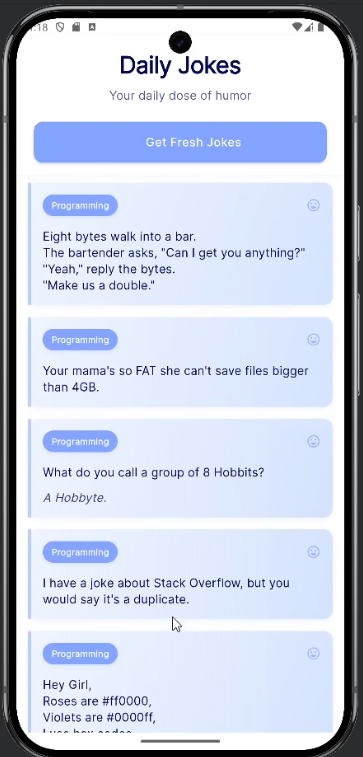 :18
Daily Jokes
Your daily dose of humor
Get Fresh Jokes
Programming
Eight bytes walk into a bar.
The bartender asks, "Can I get you anything?"
"Yeah," reply the bytes.
"Make us a double."
Programming
Your mama's so FAT she can't save files bigger
than 4GB.
Programming
What do you call a group of 8 Hobbits?
A Hobbyte.
Programming
I have a joke about Stack Overflow, but you
would say it's a duplicate.
Programming
Hey Girl,
Roses are #ff0000,
Violets are #0000ff,
I use hex codes